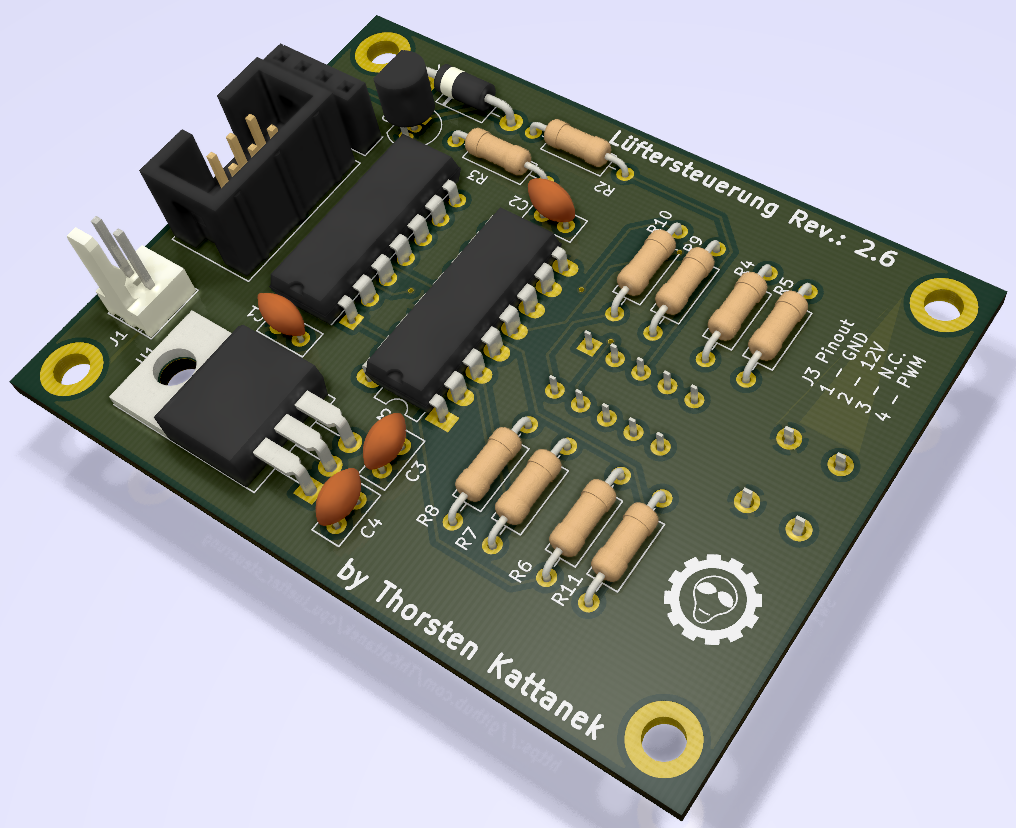 Lüftersteuerung Rev.: 2.6
R3
R2
C2
R10
R9
R4
R5
C1
J1
J3 Pinout
1 - GND
2 - 12V
3 - N.C.
4 - PWM
C3
C4
R8
R7
R6
R11
by Thorsten Kattanek